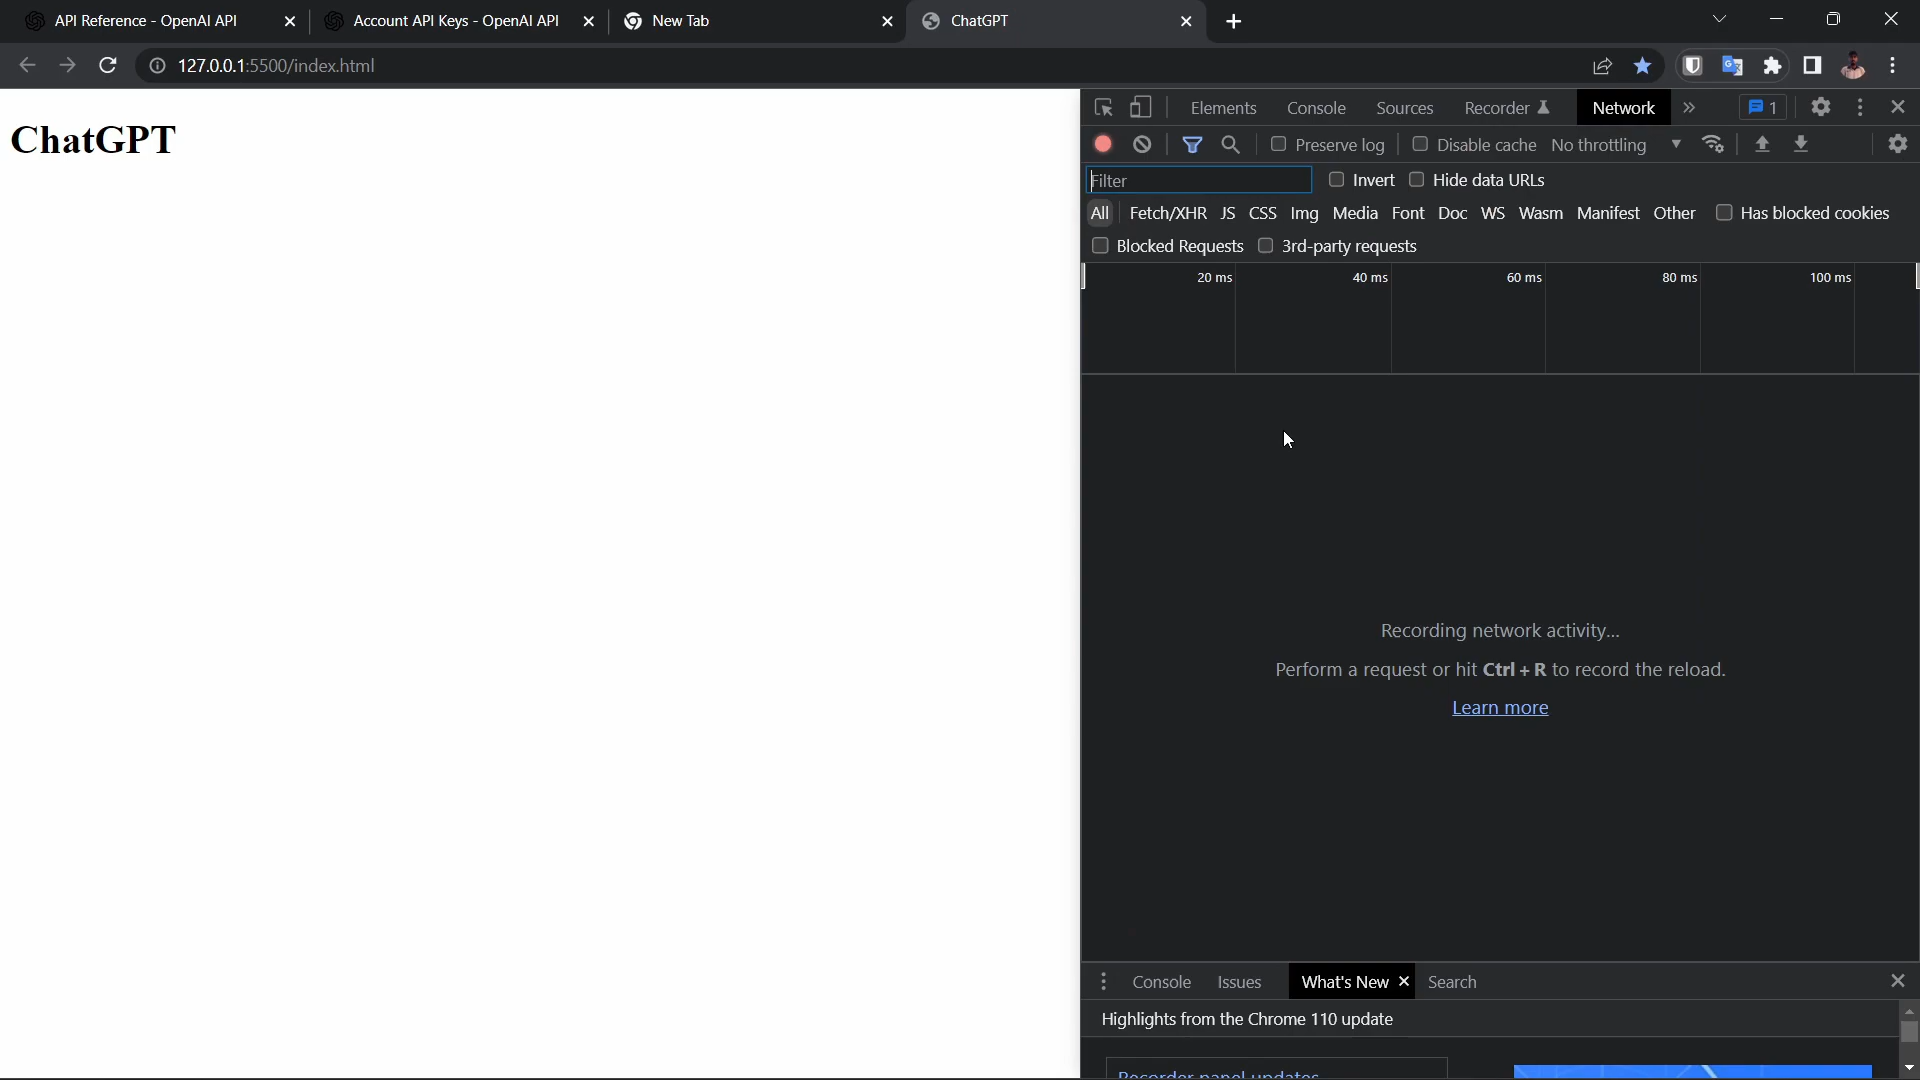 API Reference - OpenAI API
Account API Keys - OpenAI API
New Tab
ChatGPT
127.0.0.1:5500/index.html
ChatGPT
Elements Console Sources Recorder Network 1
Preserve log Disable cache No throttling
Filter Invert Hide data URLs
All Fetch/XHR JS CSS Img Media Font Doc WS Wasm Manifest Other Has blocked cookies
Blocked Requests 3rd-party requests
20 ms 40 ms 60 ms 80 ms 100 ms
Recording network activity...
Perform a request or hit Ctrl + R to record the reload.
Learn more
Console Issues What's New Search
Highlights from the Chrome 110 update
Recorder panel updates